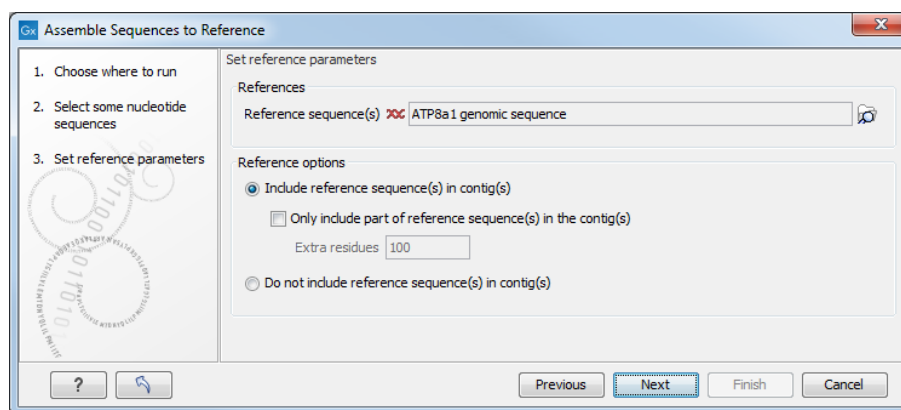 Gx Assemble Sequences to Reference
1. Choose where to run
2. Select some nucleotide
sequences
3. Set reference parameters
Set reference parameters
References
Reference sequence(s) ATP8a1 genomic sequence
Reference options
Include reference sequence(s) in contig(s)
Only include part of reference sequence(s) in the contig(s)
Extra residues 100
Do not include reference sequence(s) in contig(s)
? Previous Next Finish Cancel